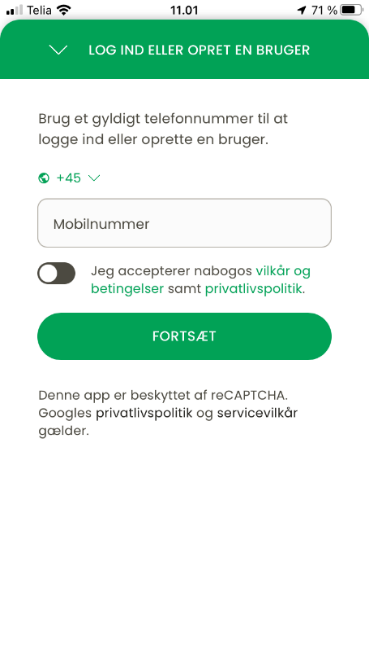 Telia 11.01 71 %
LOG IND ELLER OPRET EN BRUGER
Brug et gyldigt telefonnummer til at
logge ind eller oprette en bruger.
+45
Mobilnummer
Jeg accepterer nabogos vilkår og
betingelser samt privatlivspolitik.
FORTSÆT
Denne app er beskyttet af reCAPTCHA.
Googles privatlivspolitik og servicevilkår
gælder.